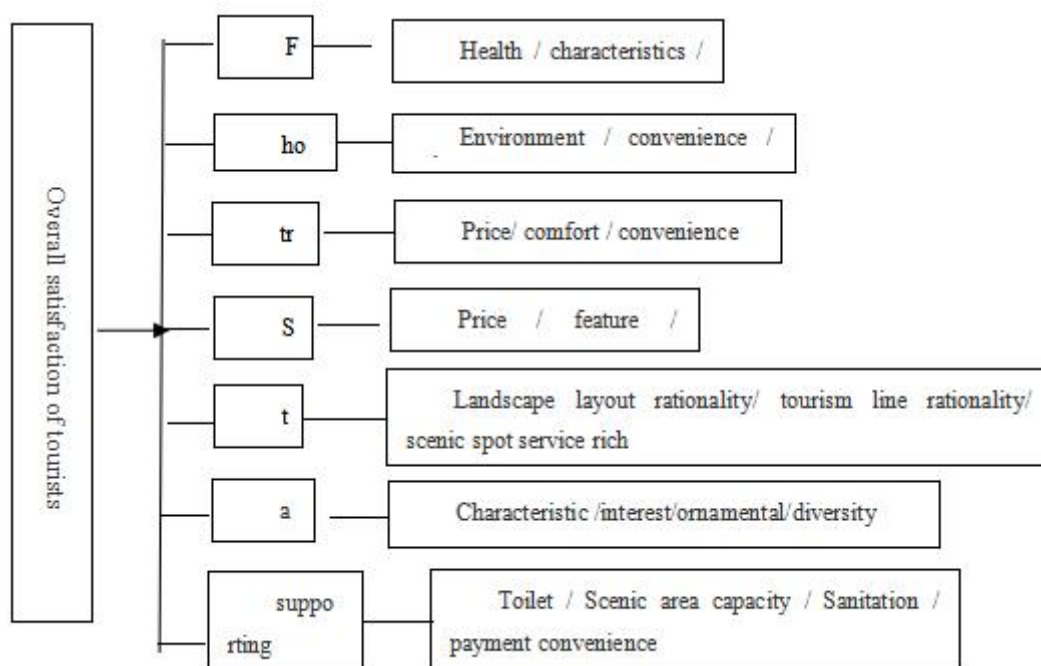 Overall satisfaction of tourists
F
Health / characteristics /
ho
Environment / convenience /
tr
Price/ comfort / convenience
S
Price / feature /
t
Landscape layout rationality/ tourism line rationality/
scenic spot service rich
a
Characteristic /interest/ornamental/diversity
suppo
rting
Toilet / Scenic area capacity / Sanitation /
payment convenience